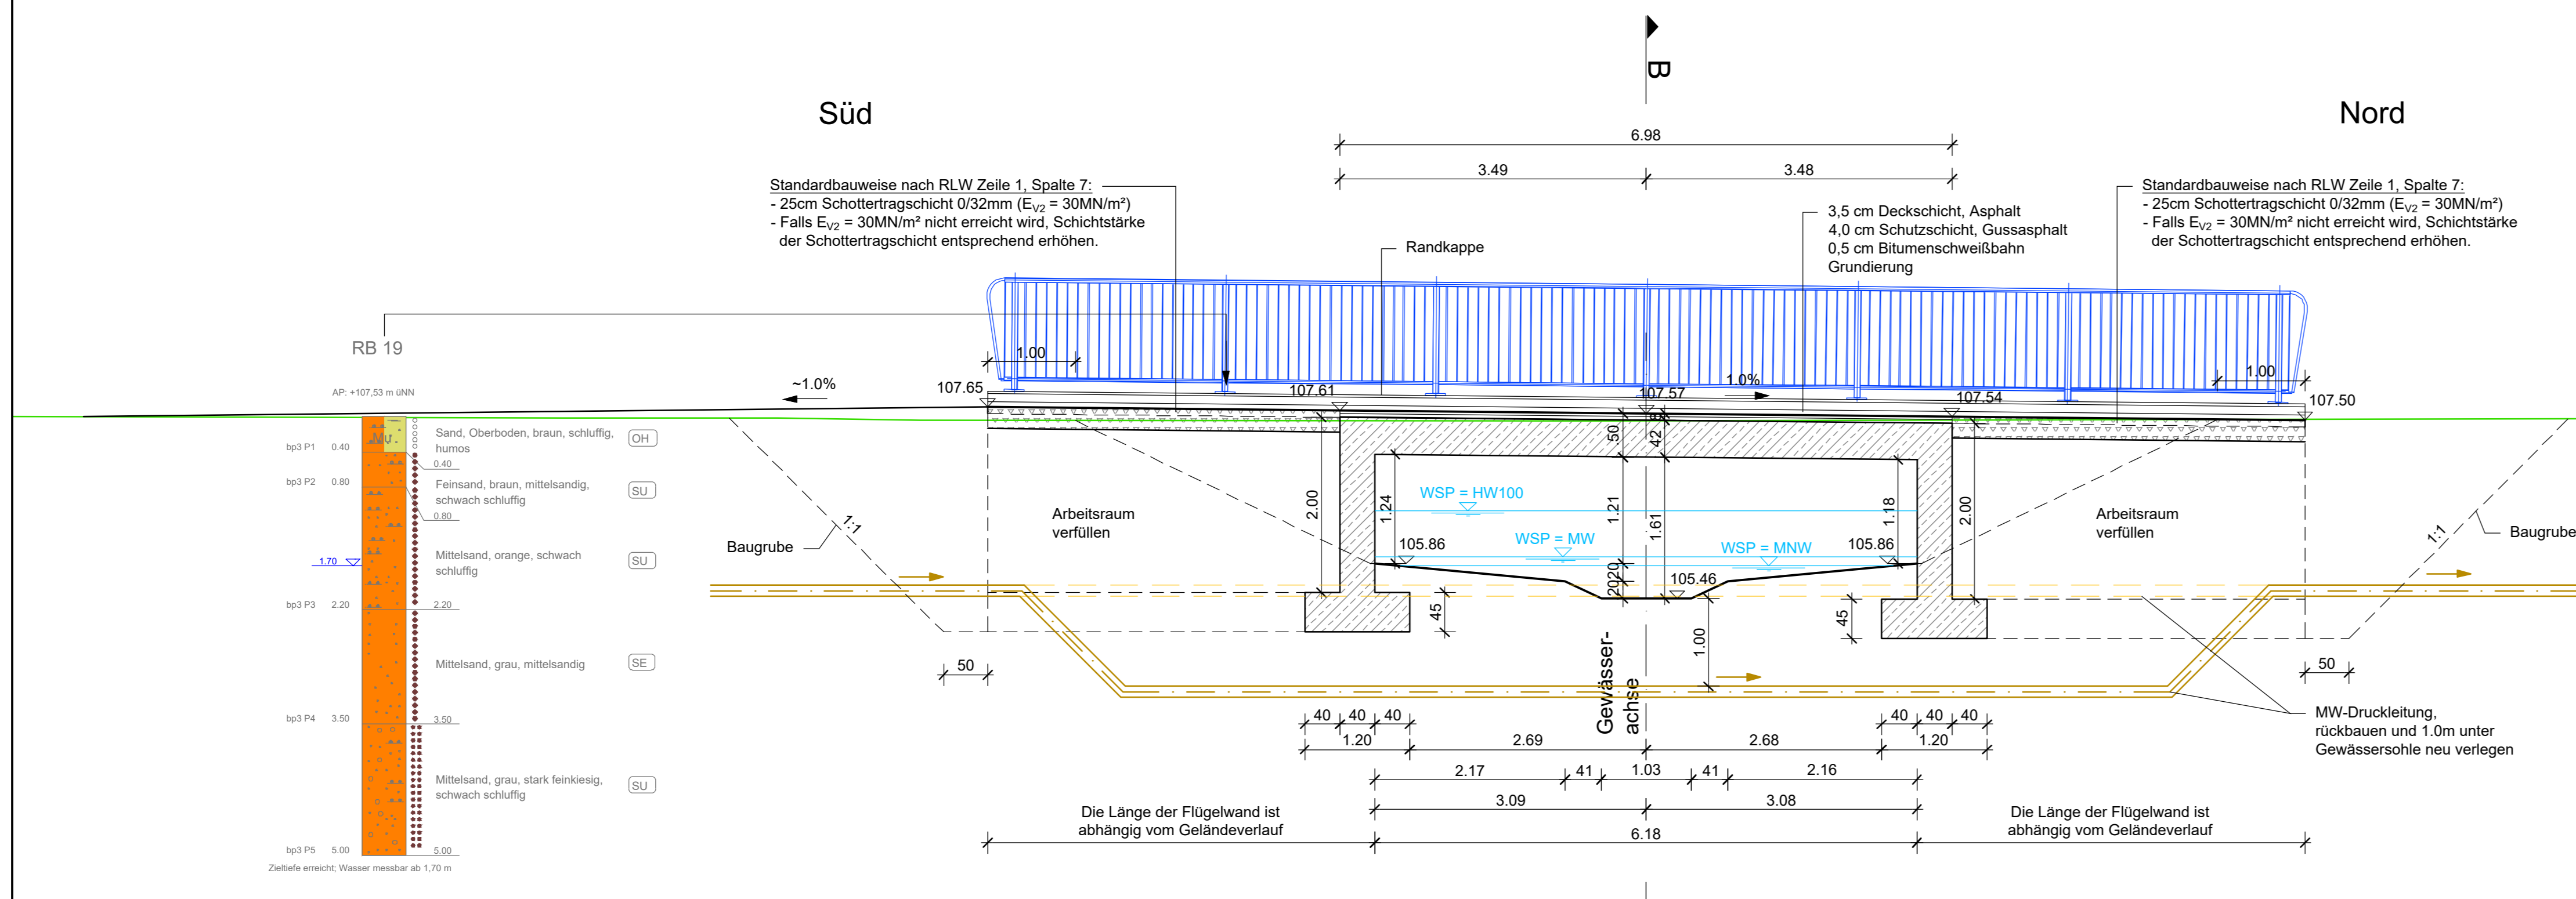 B
Süd
Nord
6.98
3.49
3.48
Standardbauweise nach RLW Zeile 1, Spalte 7:
- 25cm Schottertragschicht 0/32mm (EV2 = 30MN/m²)
- Falls EV2 = 30MN/m² nicht erreicht wird, Schichtstärke
der Schottertragschicht entsprechend erhöhen.
Randkappe
3,5 cm Deckschicht, Asphalt
4,0 cm Schutzschicht, Gussasphalt
0,5 cm Bitumenschweißbahn
Grundierung
Standardbauweise nach RLW Zeile 1, Spalte 7:
- 25cm Schottertragschicht 0/32mm (EV2 = 30MN/m²)
- Falls EV2 = 30MN/m² nicht erreicht wird, Schichtstärke
der Schottertragschicht entsprechend erhöhen.
RB 19
AP: +107,53 m üNN
~1.0%
1.00
107.65
107.61
107.57
1.0%
107.54
1.00
107.50
Mu
bp3 P1 0.40
Sand, Oberboden, braun, schluffig,
humos
OH
0.40
bp3 P2 0.80
Feinsand, braun, mittelsandig,
schwach schluffig
SU
0.80
1.70
Mittelsand, orange, schwach
schluffig
SU
bp3 P3 2.20
2.20
Mittelsand, grau, mittelsandig
SE
bp3 P4 3.50
3.50
Mittelsand, grau, stark feinkiesig,
schwach schluffig
SU
bp3 P5 5.00
5.00
Zieltiefe erreicht; Wasser messbar ab 1,70 m
Baugrube
1:1
Arbeitsraum
verfüllen
2.00
1.24
50
8
42
1.21
1.61
1.18
2.00
WSP = HW100
WSP = MW
WSP = MNW
105.86
105.86
105.46
20
20
45
45
1.00
Arbeitsraum
verfüllen
1:1
Baugrube
50
50
Gewässer-
achse
MW-Druckleitung,
rückbauen und 1.0m unter
Gewässersohle neu verlegen
40 40 40
40 40 40
1.20
2.69
2.68
1.20
2.17
41
1.03
41
2.16
3.09
3.08
Die Länge der Flügelwand ist
abhängig vom Geländeverlauf
6.18
Die Länge der Flügelwand ist
abhängig vom Geländeverlauf